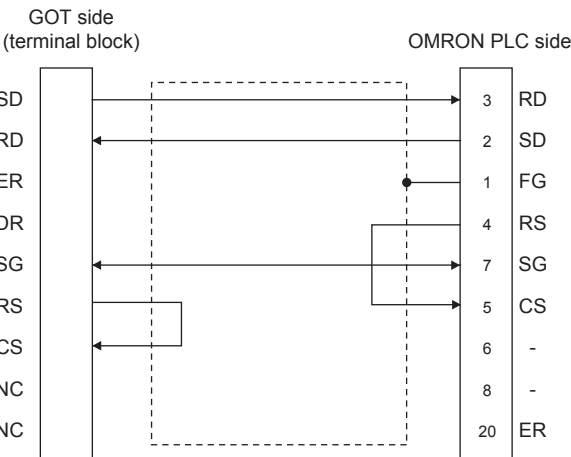 GOT side
(terminal block)
OMRON PLC side
SD 3 RD
RD 2 SD
ER 1 FG
DR 4 RS
SG 7 SG
RS 5 CS
CS 6 -
NC 8 -
NC 20 ER